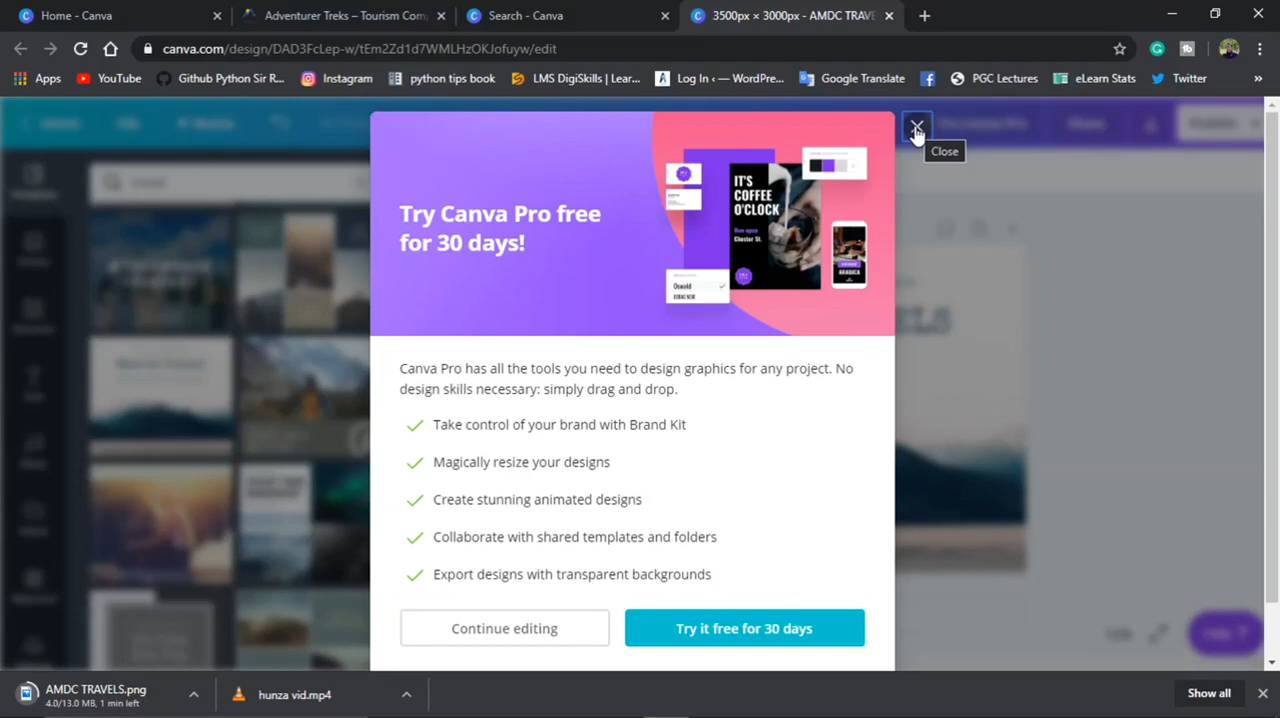 Home - Canva
Adventurer Treks – Tourism Com
Search - Canva
3500px × 3000px - AMDC TRAVE
canva.com/design/DAD3FcLep-w/tEm2Zd1d7WMLHzOKJofuyw/edit
Apps
YouTube
Github Python Sir R...
Instagram
python tips book
LMS DigiSkills | Lear...
Log In ‹ — WordPre...
Google Translate
PGC Lectures
eLearn Stats
Twitter
»
Close
Try Canva Pro free
for 30 days!
IT'S
COFFEE
O'CLOCK
Now open
Chester St.
Oswald
ARABICA
Canva Pro has all the tools you need to design graphics for any project. No
design skills necessary: simply drag and drop.
Take control of your brand with Brand Kit
Magically resize your designs
Create stunning animated designs
Collaborate with shared templates and folders
Export designs with transparent backgrounds
Continue editing
Try it free for 30 days
AMDC TRAVELS.png
4.0/13.0 MB, 1 min left
hunza vid.mp4
Show all